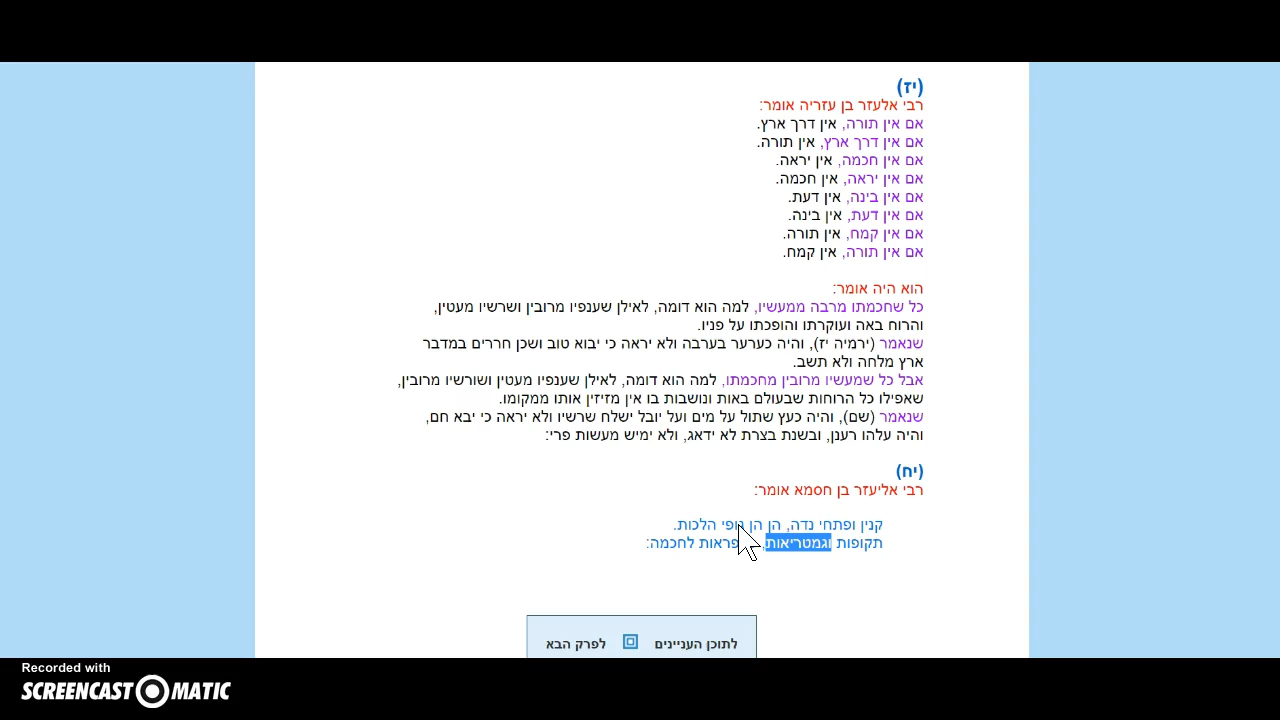 (יז)
רבי אלעזר בן עזריה אומר:
אם אין תורה, אין דרך ארץ.
אם אין דרך ארץ, אין תורה.
אם אין חכמה, אין יראה.
אם אין יראה, אין חכמה.
אם אין בינה, אין דעת.
אם אין דעת, אין בינה.
אם אין קמח, אין תורה.
אם אין תורה, אין קמח.
הוא היה אומר:
כל שחכמתו מרבה ממעשיו, למה הוא דומה, לאילן שענפיו מרובין ושרשיו מעטין,
והרוח באה ועוקרתו והופכתו על פניו.
שנאמר (ירמיה יז), והיה כערער בערבה ולא יראה כי יבוא טוב ושכן חררים במדבר
ארץ מלחה ולא תשב.
אבל כל שמעשיו מרובין מחכמתו, למה הוא דומה, לאילן שענפיו מעטין ושורשיו מרובין,
שאפילו כל הרוחות שבעולם באות ונושבות בו אין מזיזין אותו ממקומו.
שנאמר (שם), והיה כעץ שתול על מים ועל יובל ישלח שרשיו ולא יראה כי יבא חם,
והיה עלהו רענן, ובשנת בצרת לא ידאג, ולא ימיש מעשות פרי:
(יח)
רבי אליעזר בן חסמא אומר:
קנין ופתחי נדה, הן הן גופי הלכות.
תקופות וגמטריאות, לחכמה:
לתוכן העניינים לפרק הבא
Recorded with
SCREENCAST-O-MATIC